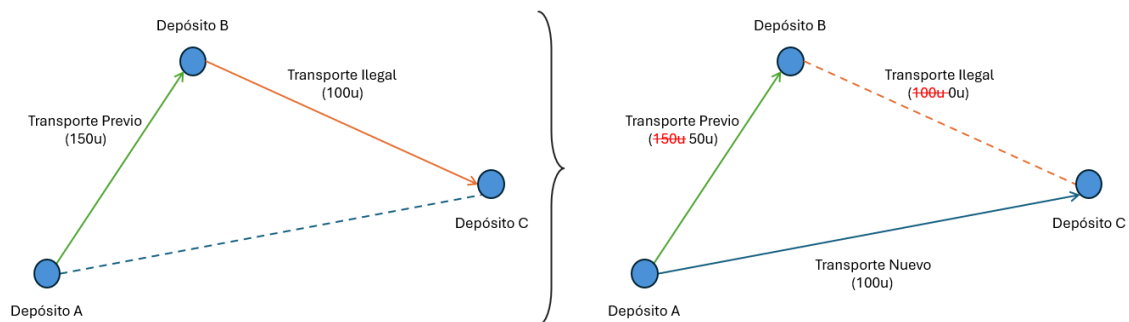 Depósito B
Transporte Ilegal
(100u)
Transporte Previo
(150u)
Depósito C
Depósito A
Depósito B
Transporte Ilegal
(100u 0u)
Transporte Previo
(150u 50u)
Depósito C
Transporte Nuevo
(100u)
Depósito A